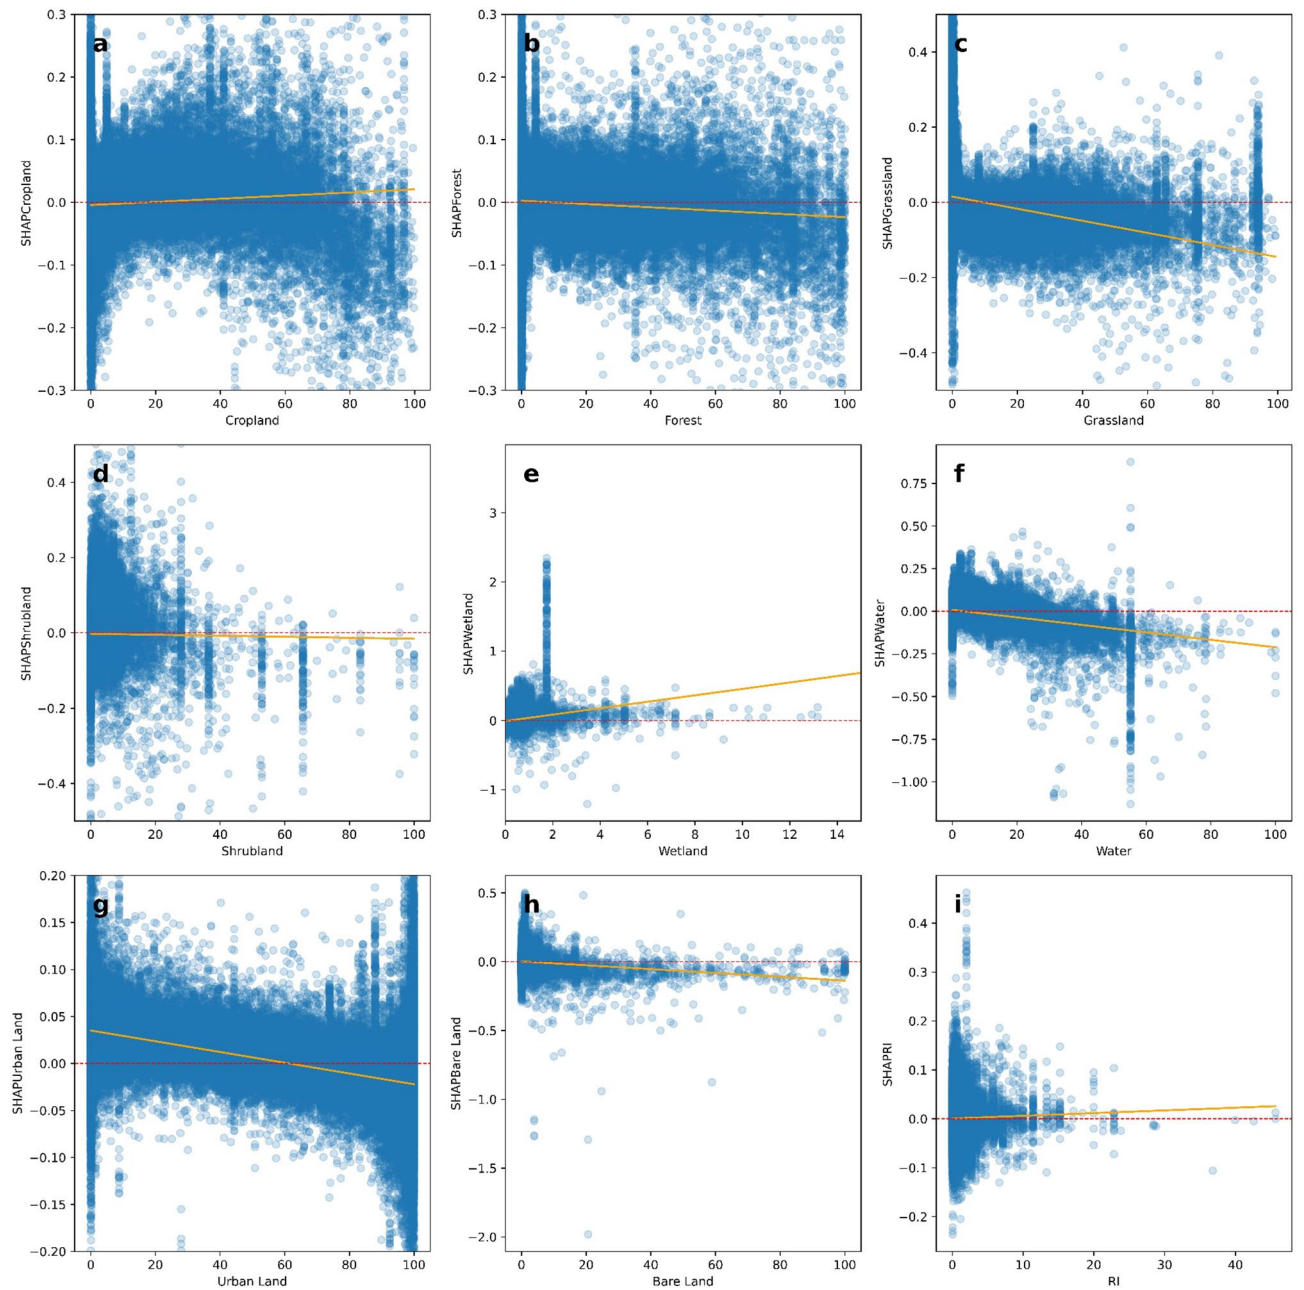 a
0.3
0.2
0.1
0.0
−0.1
−0.2
−0.3
SHAPCropland
0 20 40 60 80 100
Cropland
b
0.3
0.2
0.1
0.0
−0.1
−0.2
−0.3
SHAPForest
0 20 40 60 80 100
Forest
c
0.4
0.2
0.0
−0.2
−0.4
SHAPGrassland
0 20 40 60 80 100
Grassland
d
0.4
0.2
0.0
−0.2
−0.4
SHAPShrubland
0 20 40 60 80 100
Shrubland
e
3
2
1
0
−1
SHAPWetland
0 2 4 6 8 10 12 14
Wetland
f
0.75
0.50
0.25
0.00
−0.25
−0.50
−0.75
−1.00
SHAPWater
0 20 40 60 80 100
Water
g
0.20
0.15
0.10
0.05
0.00
−0.05
−0.10
−0.15
−0.20
SHAPUrban Land
0 20 40 60 80 100
Urban Land
h
0.5
0.0
−0.5
−1.0
−1.5
−2.0
SHAPBare Land
0 20 40 60 80 100
Bare Land
i
0.4
0.3
0.2
0.1
0.0
−0.1
−0.2
SHAPRI
0 10 20 30 40
RI